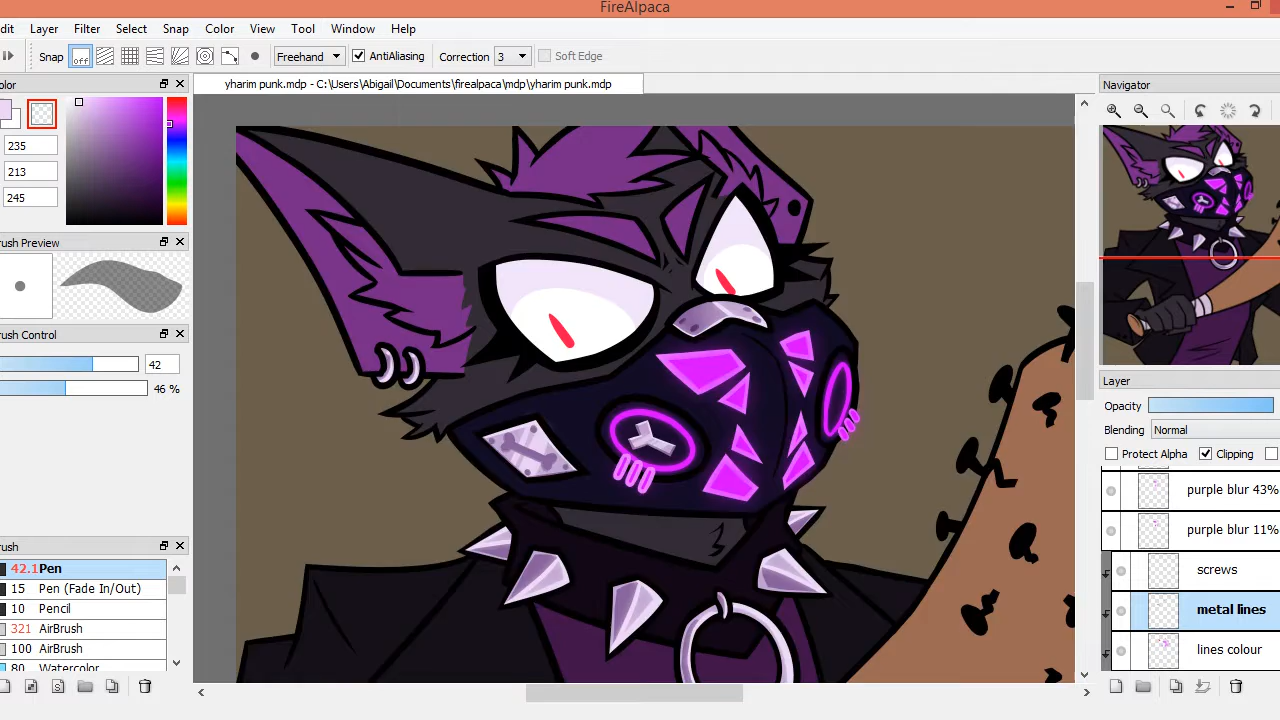 FireAlpaca
dit Layer Filter Select Snap Color View Tool Window Help
Snap off Freehand AntiAliasing Correction 3 Soft Edge
olor
yharim punk.mdp - C:\Users\Abigail\Documents\firealpaca\mdp\yharim punk.mdp
Navigator
235
213
245
rush Preview
rush Control
42
46 %
Layer
Opacity
Blending Normal
Protect Alpha Clipping
purple blur 43%
purple blur 11%
screws
metal lines
lines colour
rush
42.1 Pen
15 Pen (Fade In/Out)
10 Pencil
321 AirBrush
100 AirBrush
80 Watercolor